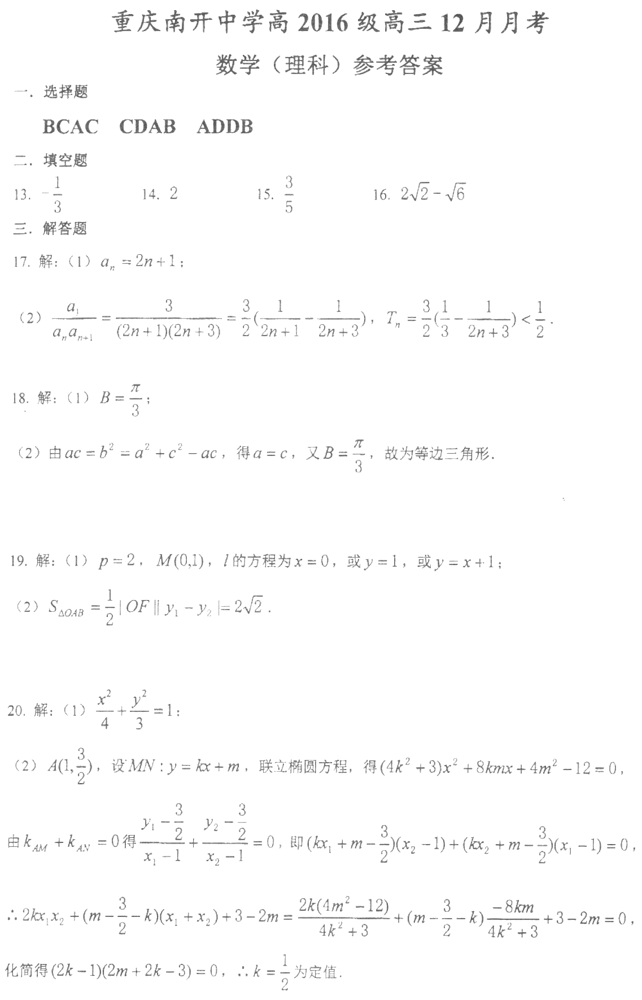 重庆南开中学高 2016 级高三 12 月月考
数学（理科）参考答案
一．选择题
BCAC CDAB ADDB
二．填空题
13. $-\frac{1}{3}$ 14. 2 15. $\frac{3}{5}$ 16. $2\sqrt{2}-\sqrt{6}$
三．解答题
17. 解:（1） $a_n=2n+1$；
（2） $\frac{a_1}{a_na_{n+1}}=\frac{3}{(2n+1)(2n+3)}=\frac{3}{2}(\frac{1}{2n+1}-\frac{1}{2n+3})$， $T_n=\frac{3}{2}(\frac{1}{3}-\frac{1}{2n+3})<\frac{1}{2}$．
18. 解:（1） $B=\frac{\pi}{3}$；
（2）由 $ac=b^2=a^2+c^2-ac$，得 $a=c$，又 $B=\frac{\pi}{3}$，故为等边三角形．
19. 解:（1） $p=2$， $M(0,1)$，$l$ 的方程为 $x=0$，或 $y=1$，或 $y=x+1$；
（2） $S_{\triangle OAB}=\frac{1}{2}|OF||y_1-y_2|=2\sqrt{2}$．
20. 解:（1） $\frac{x^2}{4}+\frac{y^2}{3}=1$；
（2） $A(1,\frac{3}{2})$，设 $MN:y=kx+m$，联立椭圆方程，得 $(4k^2+3)x^2+8kmx+4m^2-12=0$，
由 $k_{AM}+k_{AN}=0$ 得 $\frac{y_1-\frac{3}{2}}{x_1-1}+\frac{y_2-\frac{3}{2}}{x_2-1}=0$，即 $(kx_1+m-\frac{3}{2})(x_2-1)+(kx_2+m-\frac{3}{2})(x_1-1)=0$，
∴ $2kx_1x_2+(m-\frac{3}{2}-k)(x_1+x_2)+3-2m=\frac{2k(4m^2-12)}{4k^2+3}+(m-\frac{3}{2}-k)\frac{-8km}{4k^2+3}+3-2m=0$，
化简得 $(2k-1)(2m+2k-3)=0$，∴ $k=\frac{1}{2}$ 为定值．